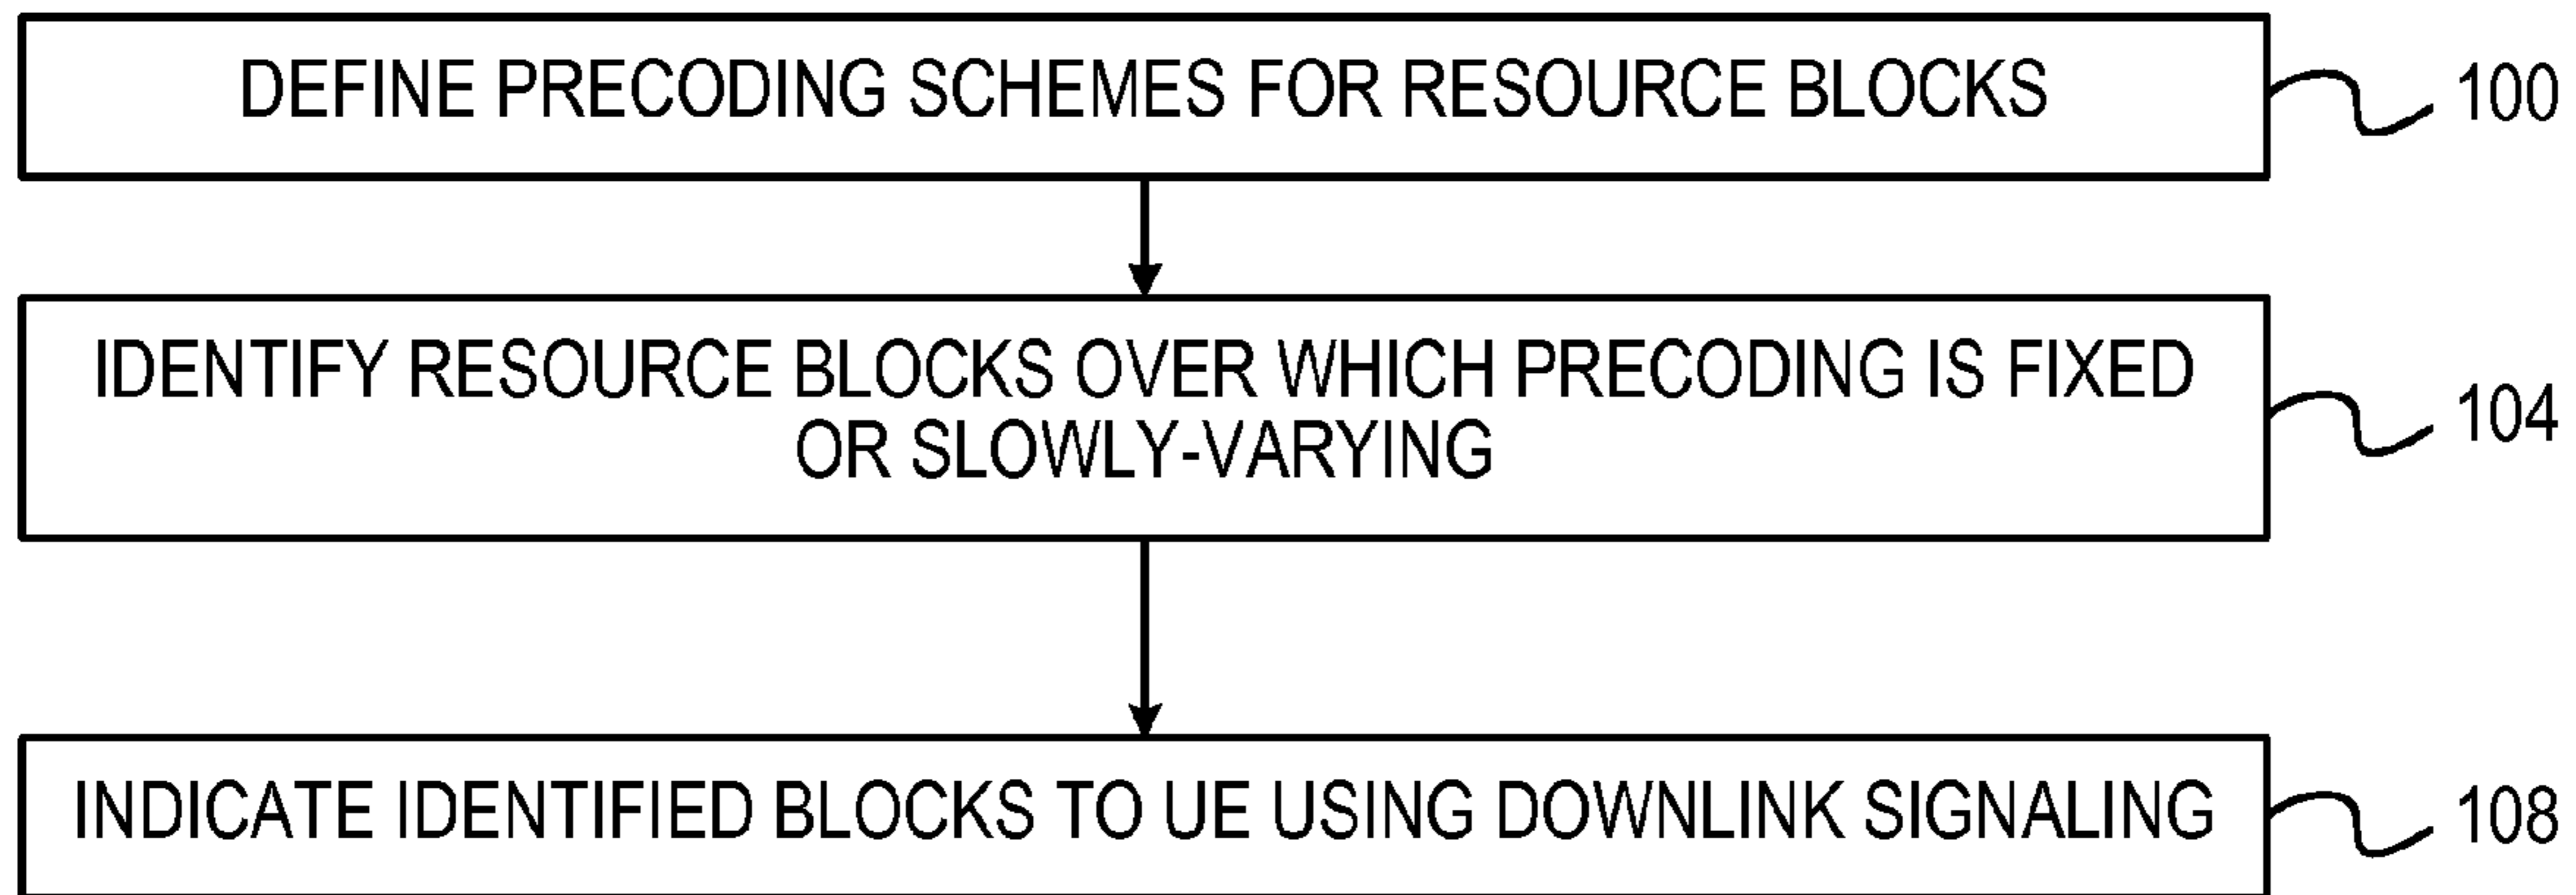 DEFINE PRECODING SCHEMES FOR RESOURCE BLOCKS
100
IDENTIFY RESOURCE BLOCKS OVER WHICH PRECODING IS FIXED
OR SLOWLY-VARYING
104
INDICATE IDENTIFIED BLOCKS TO UE USING DOWNLINK SIGNALING
108